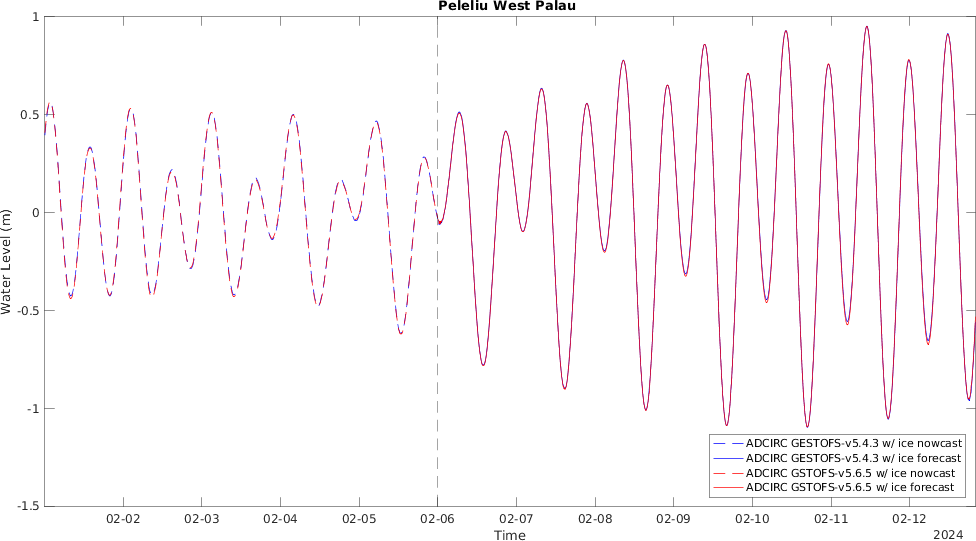 Peleliu West Palau
1
0.5
0
-0.5
-1
-1.5
Water Level (m)
02-02 02-03 02-04 02-05 02-06 02-07 02-08 02-09 02-10 02-11 02-12
Time
2024
ADCIRC GESTOFS-v5.4.3 w/ ice nowcast
ADCIRC GESTOFS-v5.4.3 w/ ice forecast
ADCIRC GSTOFS-v5.6.5 w/ ice nowcast
ADCIRC GSTOFS-v5.6.5 w/ ice forecast